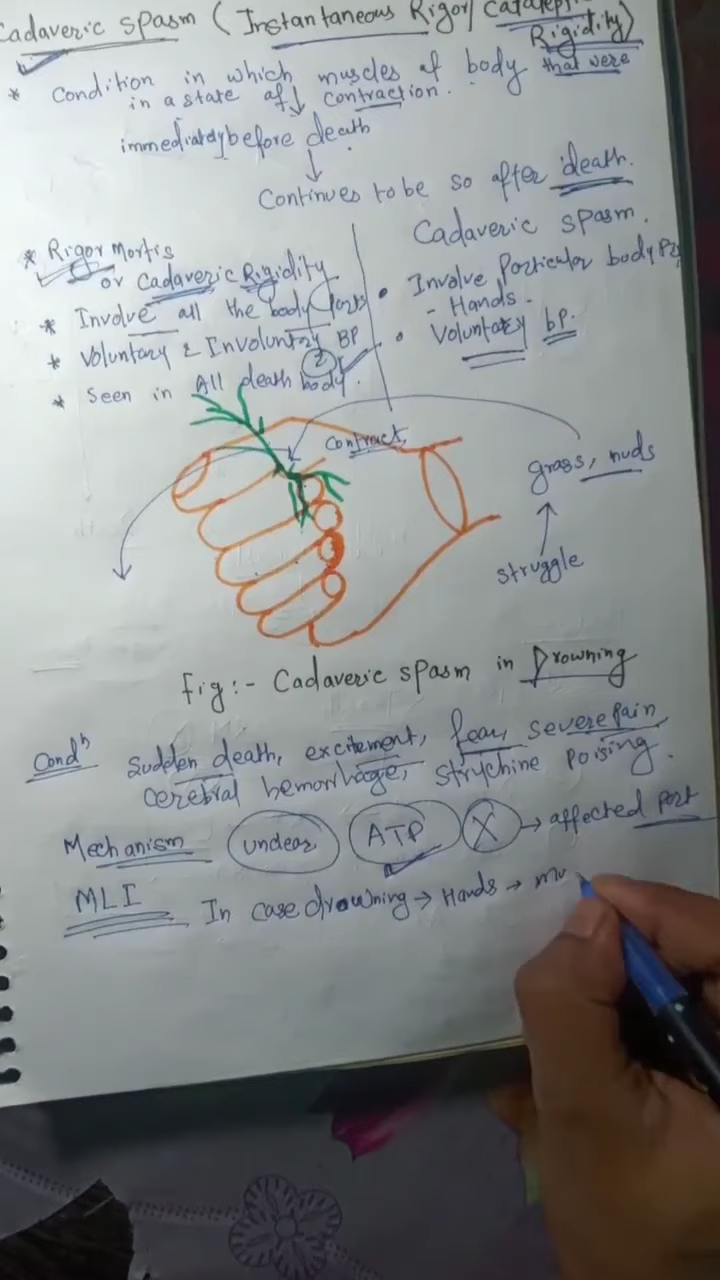 Cadaveric spasm (Instantaneous Rigor/
Rigidity)
* Condition in which muscles of body that were
in a state of contraction.
immediately before death
Continues to be so after death.
* Rigor mortis
or Cadaveric Rigidity
* Involve all the body parts
* Voluntary & Involuntary BP
* Seen in All death body.
Cadaveric spasm.
• Involve Particular body
- Hands -
• Voluntary bP.
Contract,
grass, muds
struggle
Fig:- Cadaveric spasm in Drowning
Condⁿ Sudden death, excitement, fear, severe pain,
cerebral hemorrhage, strychine poising.
Mechanism unclear ATP X → affected part
MLI In case drowning → Hands → mu